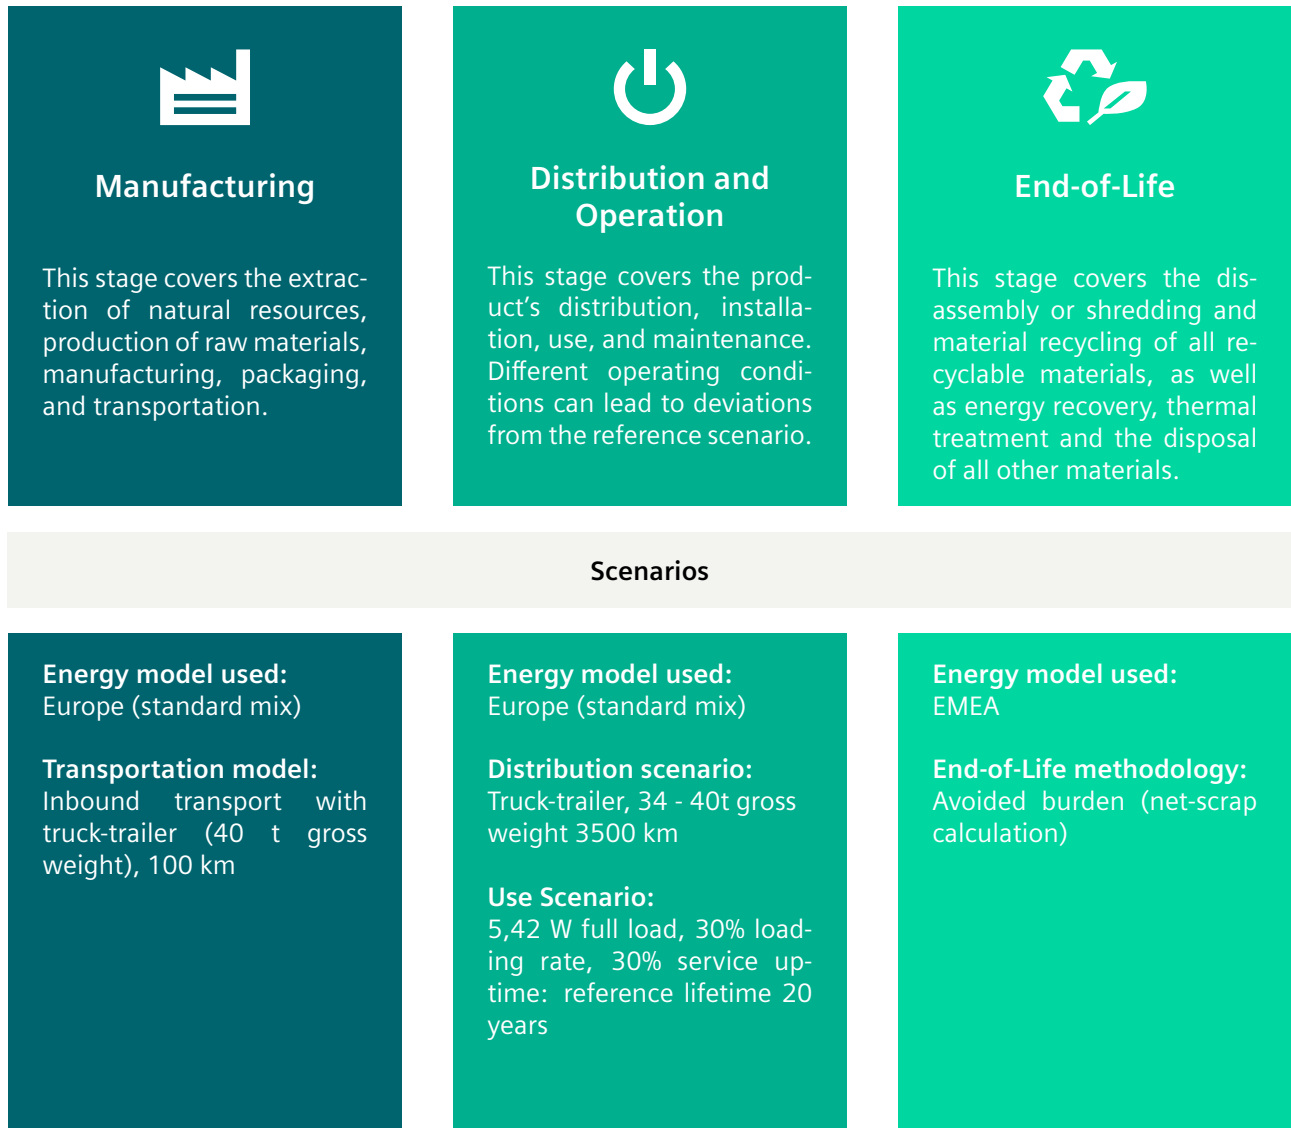 Manufacturing
This stage covers the extrac-
tion of natural resources,
production of raw materials,
manufacturing, packaging,
and transportation.
Distribution and
Operation
This stage covers the prod-
uct's distribution, installa-
tion, use, and maintenance.
Different operating condi-
tions can lead to deviations
from the reference scenario.
End-of-Life
This stage covers the dis-
assembly or shredding and
material recycling of all re-
cyclable materials, as well
as energy recovery, thermal
treatment and the disposal
of all other materials.
Scenarios
Energy model used:
Europe (standard mix)
Transportation model:
Inbound transport with
truck-trailer (40 t gross
weight), 100 km
Energy model used:
Europe (standard mix)
Distribution scenario:
Truck-trailer, 34 - 40t gross
weight 3500 km
Use Scenario:
5,42 W full load, 30% load-
ing rate, 30% service up-
time: reference lifetime 20
years
Energy model used:
EMEA
End-of-Life methodology:
Avoided burden (net-scrap
calculation)